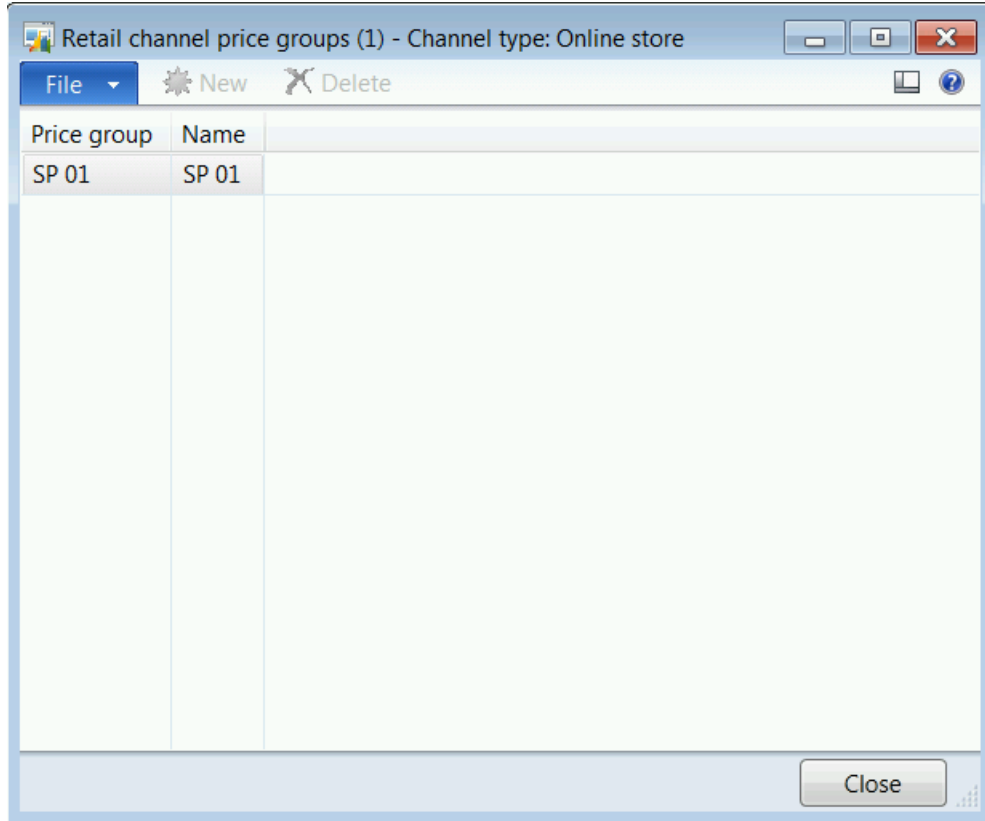 Retail channel price groups (1) - Channel type: Online store
File New Delete
Price group Name
SP 01 SP 01
Close